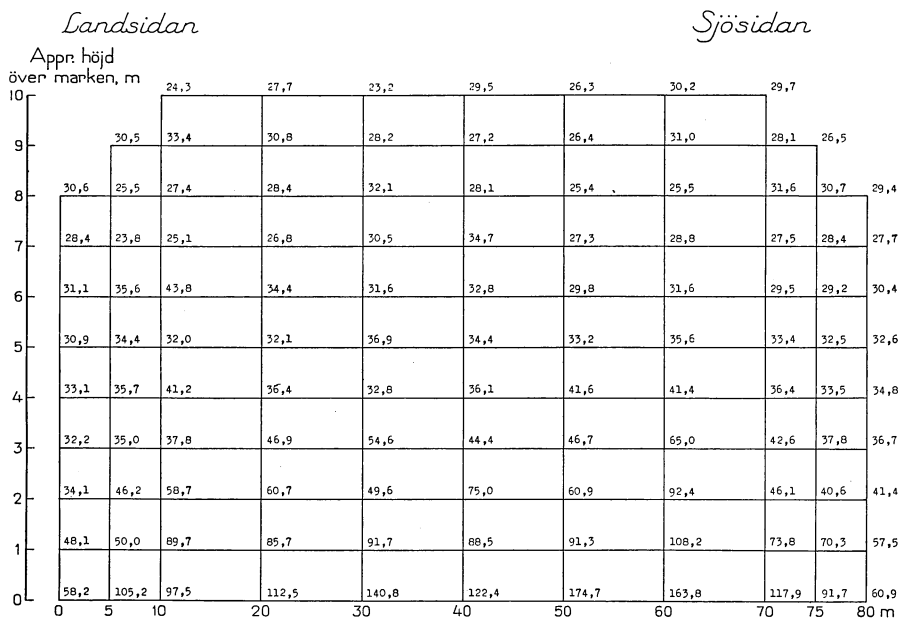 Landsidan Sjösidan
Appr. höjd
över marken, m
10 24,3 27,7 23,2 29,5 26,3 30,2 29,7
9 30,5 33,4 30,8 28,2 27,2 26,4 31,0 28,1 26,5
8 30,6 25,5 27,4 28,4 32,1 28,1 25,4 25,5 31,6 30,7 29,4
7 28,4 23,8 25,1 26,8 30,5 34,7 27,3 28,8 27,5 28,4 27,7
6 31,1 35,6 43,8 34,4 31,6 32,8 29,8 31,6 29,5 29,2 30,4
5 30,9 34,4 32,0 32,1 36,9 34,4 33,2 35,6 33,4 32,5 32,6
4 33,1 35,7 41,2 36,4 32,8 36,1 41,6 41,4 36,4 33,5 34,8
3 32,2 35,0 37,8 46,9 54,6 44,4 46,7 65,0 42,6 37,8 36,7
2 34,1 46,2 58,7 60,7 49,6 75,0 60,9 92,4 46,1 40,6 41,4
1 48,1 50,0 89,7 85,7 91,7 88,5 91,3 108,2 73,8 70,3 57,5
0 58,2 105,2 97,5 112,5 140,8 122,4 174,7 163,8 117,9 91,7 60,9
0 5 10 20 30 40 50 60 70 75 80 m